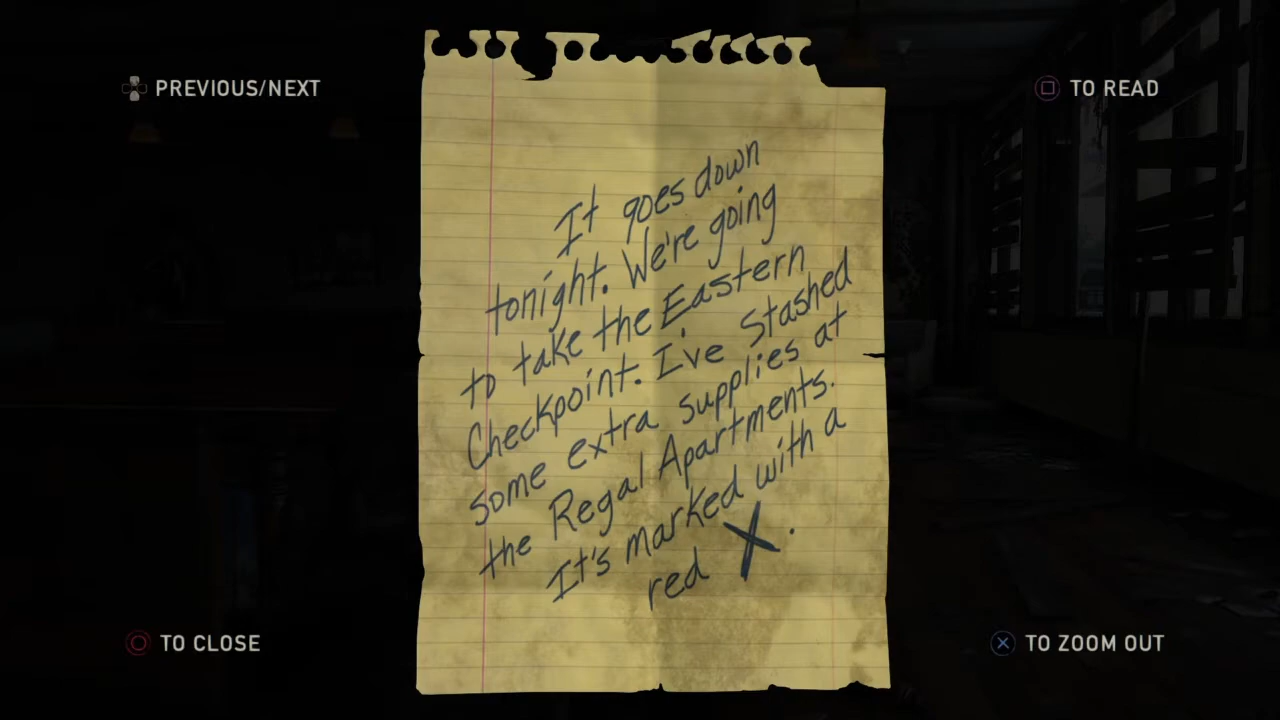 PREVIOUS/NEXT
TO READ
It goes down
tonight. We're going
to take the Eastern
Checkpoint. I've Stashed
some extra supplies at
the Regal Apartments.
It's marked with a
red X.
TO CLOSE
TO ZOOM OUT